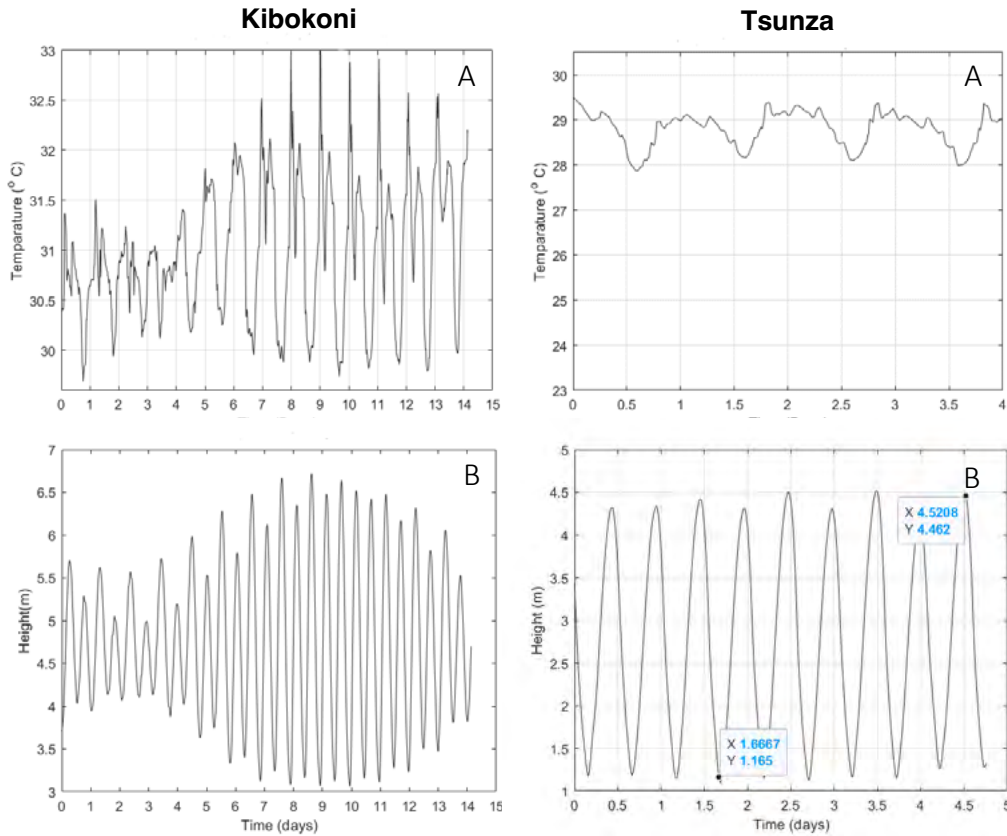 Kibokoni
Tsunza
A
33
32.5
32
31.5
31
30.5
30
Temparature (° C)
0 1 2 3 4 5 6 7 8 9 10 11 12 13 14 15
A
30
29
28
27
26
25
24
23
Temparature (° C)
0 0.5 1 1.5 2 2.5 3 3.5 4
B
7
6.5
6
5.5
5
4.5
4
3.5
3
Height(m)
0 1 2 3 4 5 6 7 8 9 10 11 12 13 14 15
Time (days)
B
5
4.5
4
3.5
3
2.5
2
1.5
1
Height (m)
X 4.5208
Y 4.462
X 1.6667
Y 1.165
0 0.5 1 1.5 2 2.5 3 3.5 4 4.5 5
Time (days)